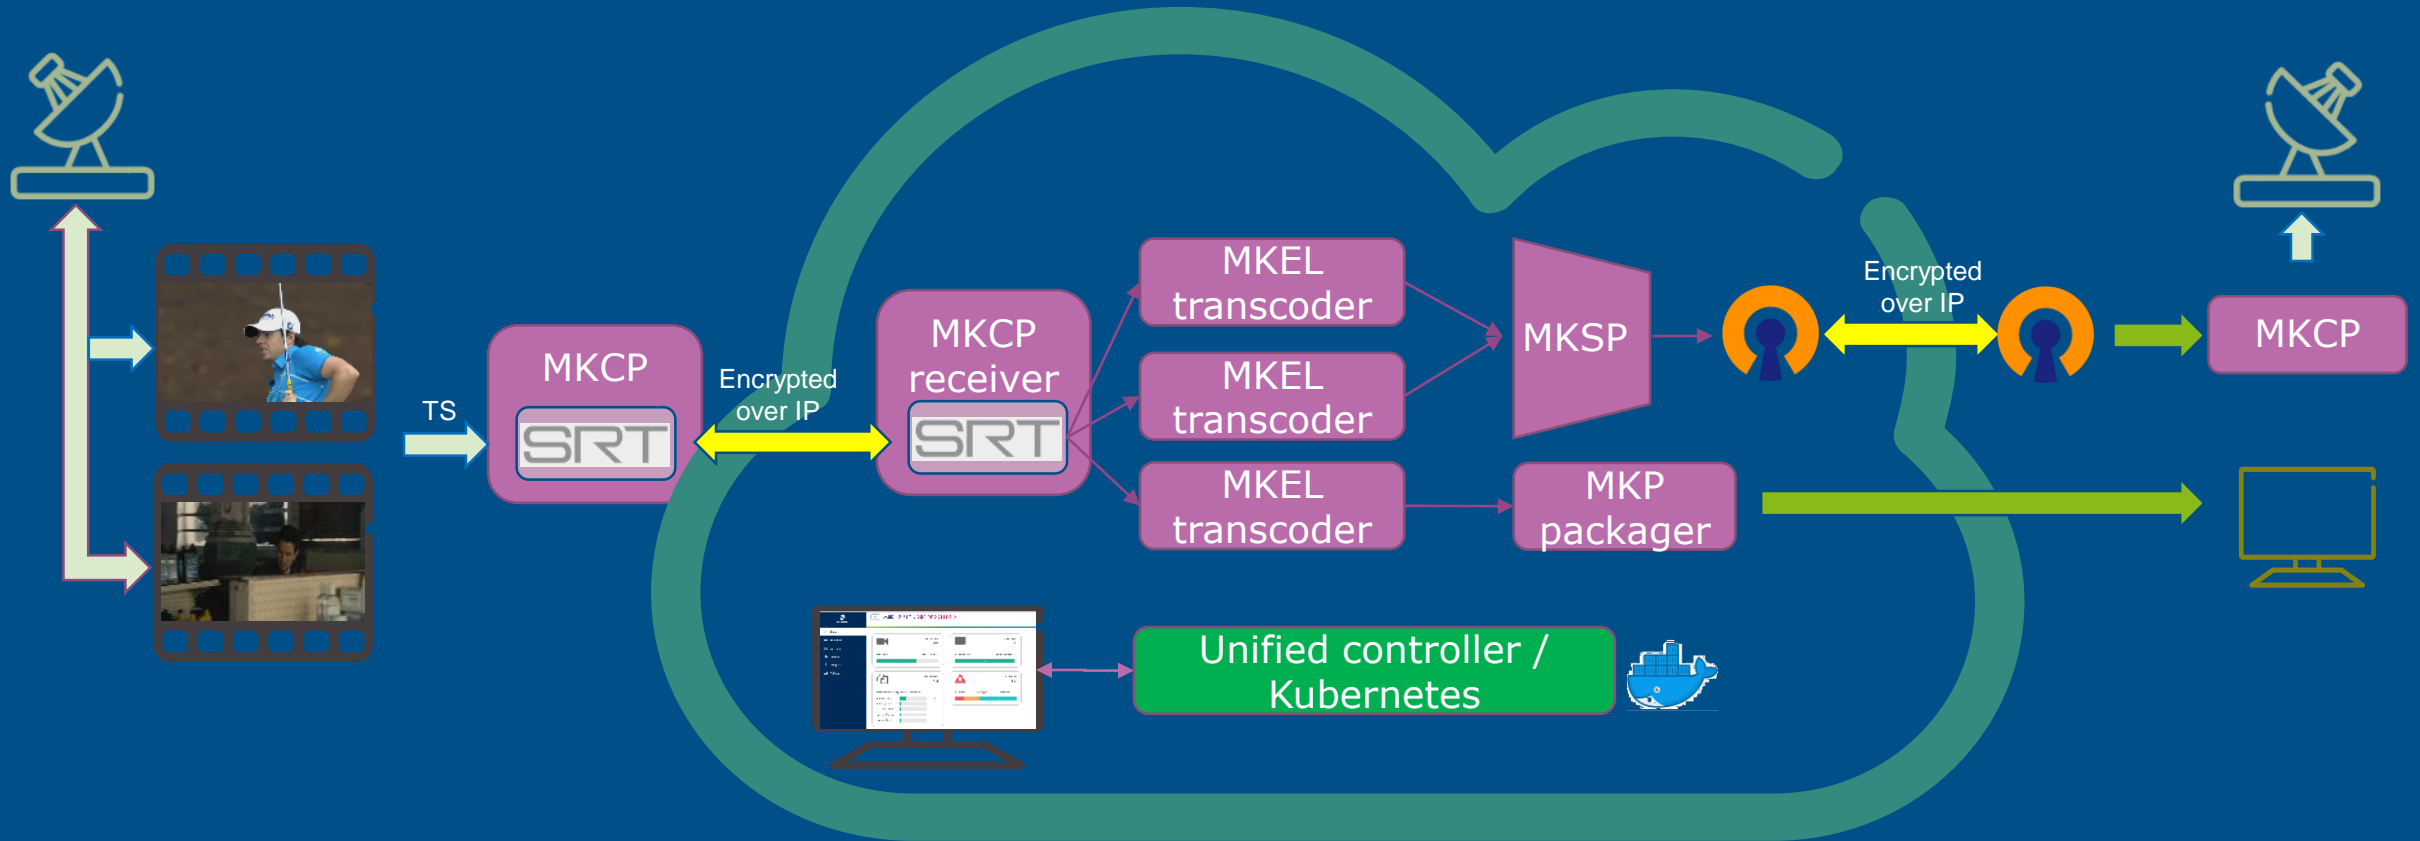 TS
MKCP
SRT
Encrypted
over IP
MKCP
receiver
SRT
MKEL
transcoder
MKEL
transcoder
MKEL
transcoder
MKSP
MKP
packager
Encrypted
over IP
MKCP
Unified controller /
Kubernetes